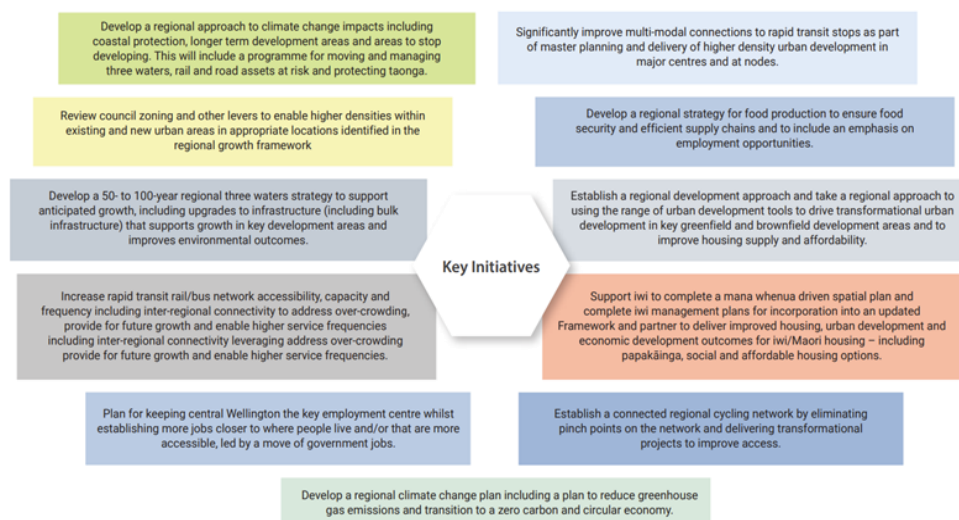 Develop a regional approach to climate change impacts including
coastal protection, longer term development areas and areas to stop
developing. This will include a programme for moving and managing
three waters, rail and road assets at risk and protecting taonga.
Significantly improve multi-modal connections to rapid transit stops as
part of master planning and delivery of higher density urban development in
major centres and at nodes.
Review council zoning and other levers to enable higher densities within
existing and new urban areas in appropriate locations identified in the
regional growth framework
Develop a regional strategy for food production to ensure food
security and efficient supply chains and to include an emphasis on
employment opportunities.
Develop a 50- to 100-year regional three waters strategy to support
anticipated growth, including upgrades to infrastructure (including bulk
infrastructure) that supports growth in key development areas and
improves environmental outcomes.
Establish a regional development approach and take a regional approach to
using the range of urban development tools to drive transformational urban
development in key greenfield and brownfield development areas and to
improve housing supply and affordability.
Key Initiatives
Increase rapid transit rail/bus network accessibility, capacity and
frequency including inter-regional connectivity to address over-crowding,
provide for future growth and enable higher service frequencies
including inter-regional connectivity leveraging address over-crowding
provide for future growth and enable higher service frequencies.
Support iwi to complete a mana whenua driven spatial plan and
complete iwi management plans for incorporation into an updated
Framework and partner to deliver improved housing, urban development and
economic development outcomes for iwi/Maori housing – including
papakāinga, social and affordable housing options.
Plan for keeping central Wellington the key employment centre whilst
establishing more jobs closer to where people live and/or that are more
accessible, led by a move of government jobs.
Establish a connected regional cycling network by eliminating
pinch points on the network and delivering transformational
projects to improve access.
Develop a regional climate change plan including a plan to reduce greenhouse
gas emissions and transition to a zero carbon and circular economy.